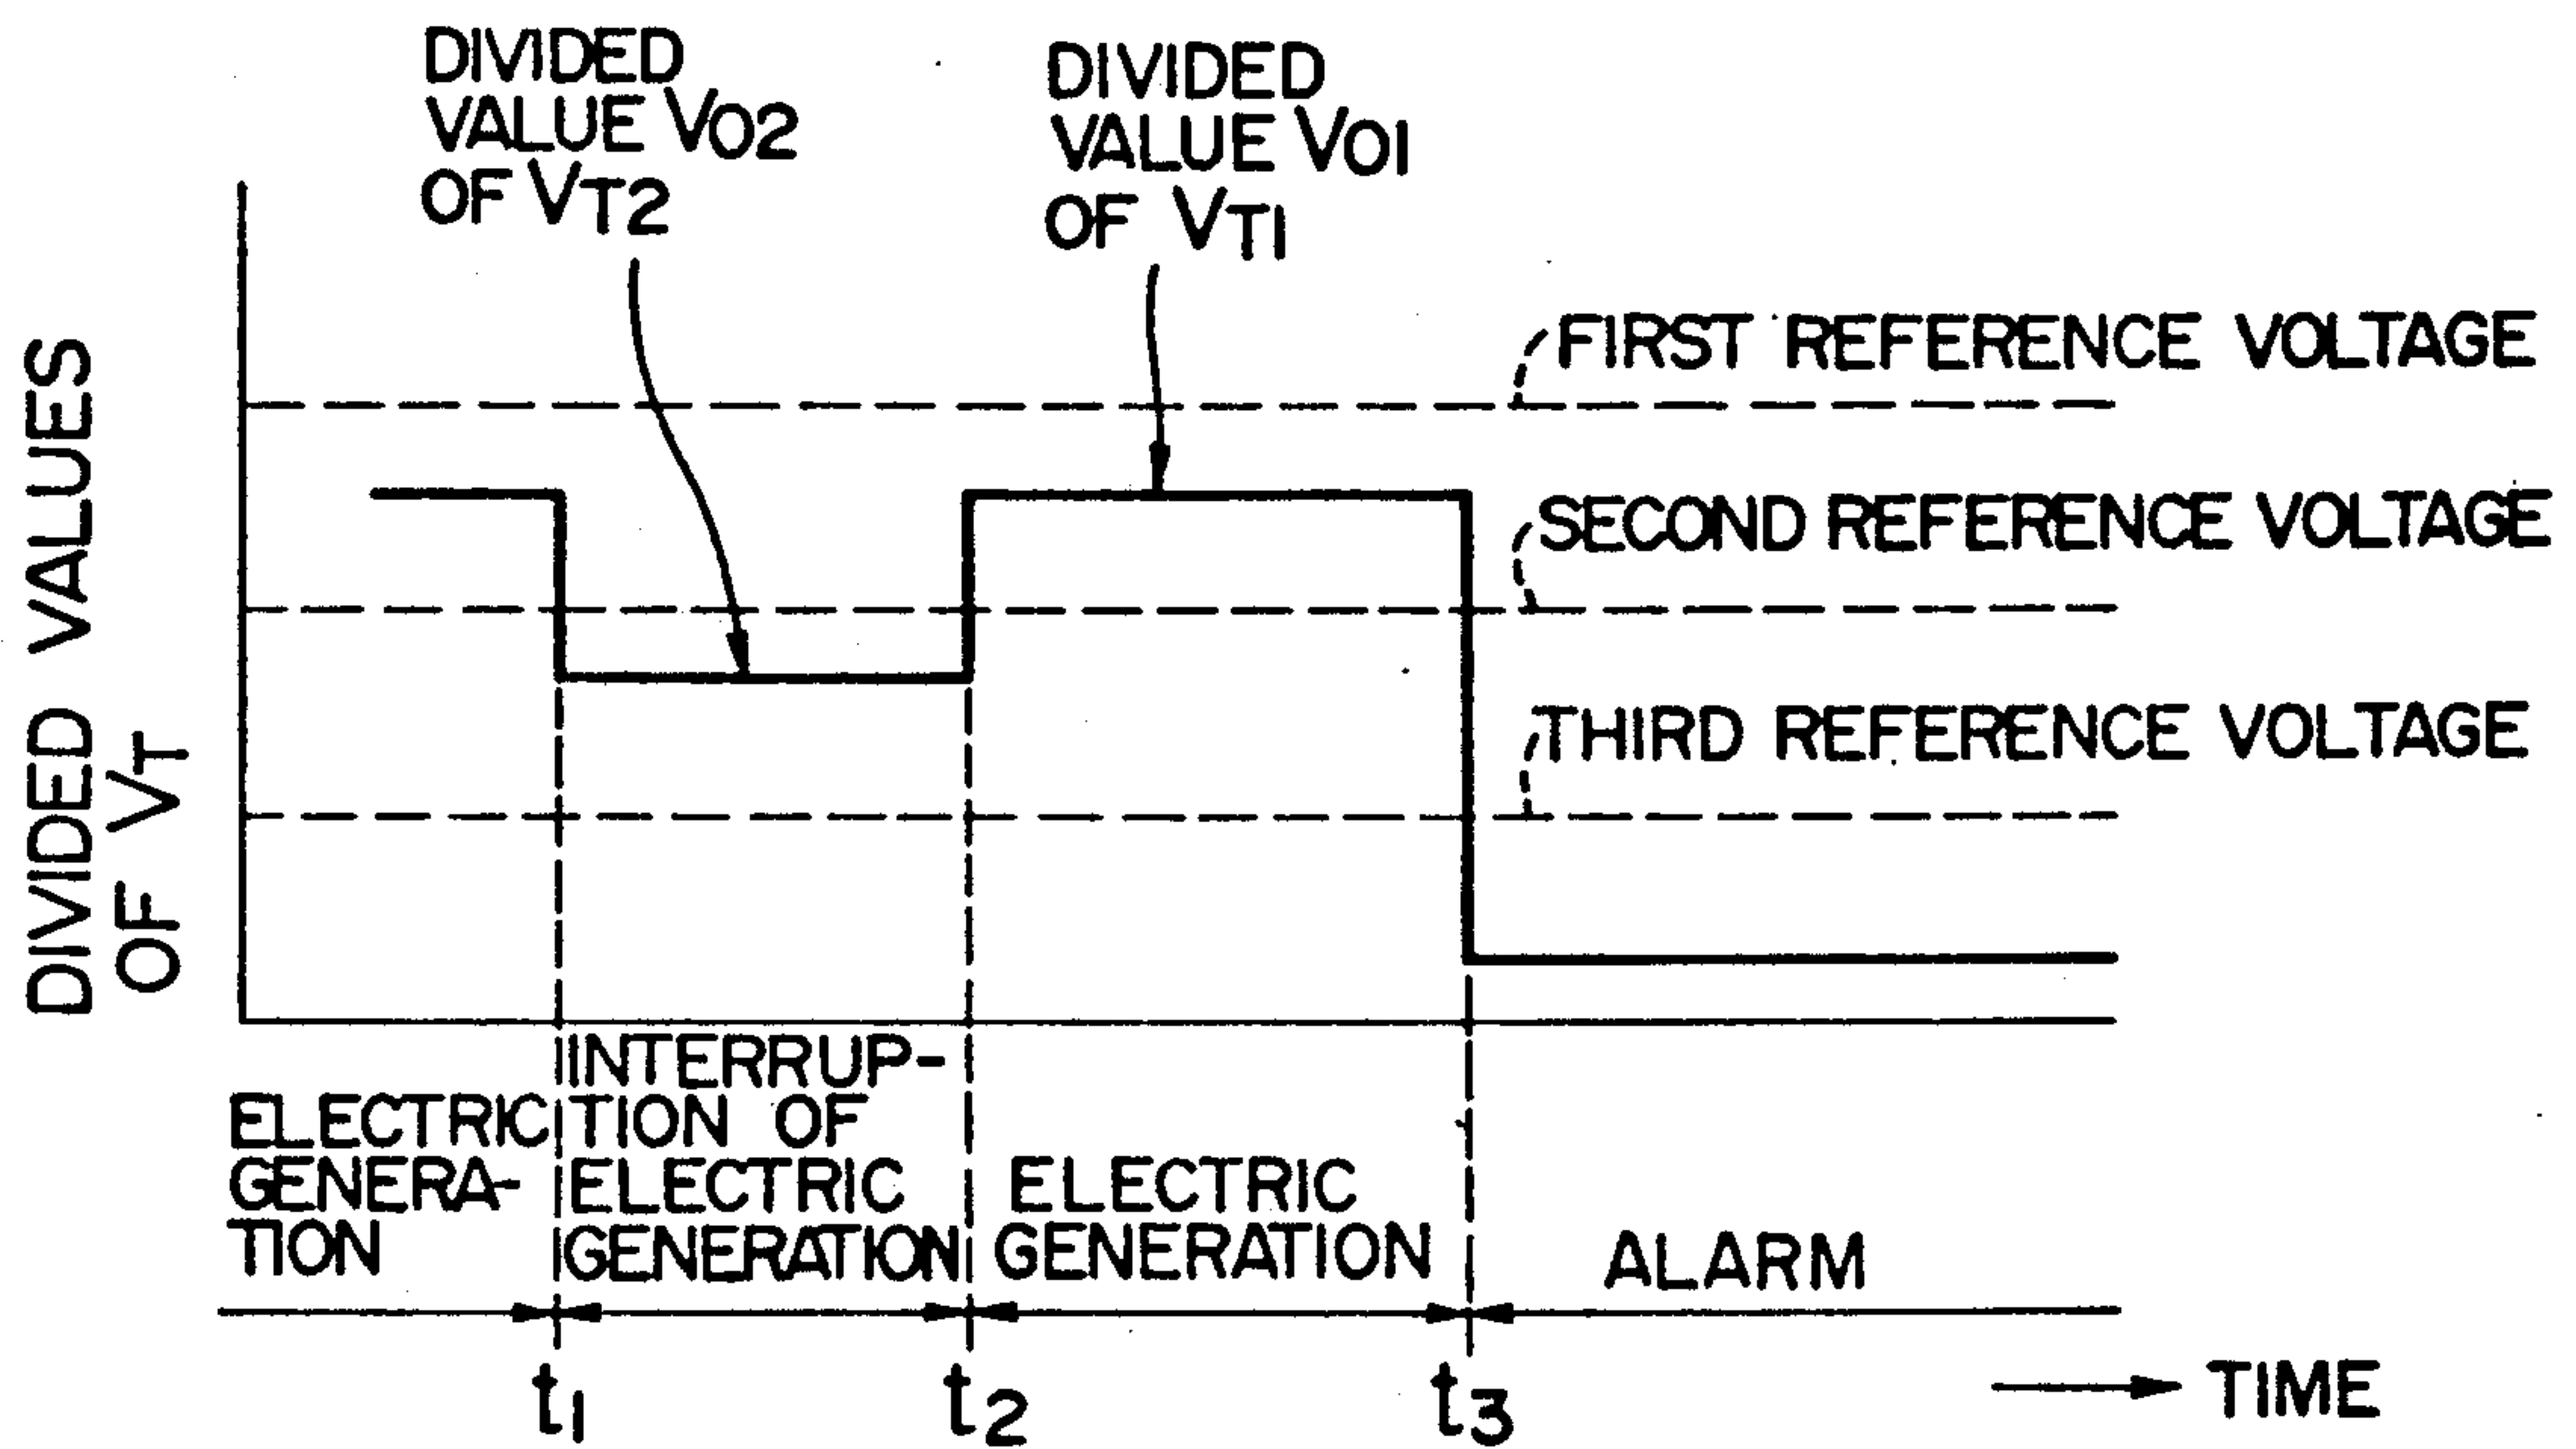 DIVIDED
VALUE VO2
OF VT2
DIVIDED
VALUE VO1
OF VT1
FIRST REFERENCE VOLTAGE
SECOND REFERENCE VOLTAGE
THIRD REFERENCE VOLTAGE
DIVIDED VALUES
OF VT
ELECTRIC
GENERA-
TION
INTERRUP-
TION OF
ELECTRIC
GENERATION
ELECTRIC
GENERATION
ALARM
t1
t2
t3
TIME